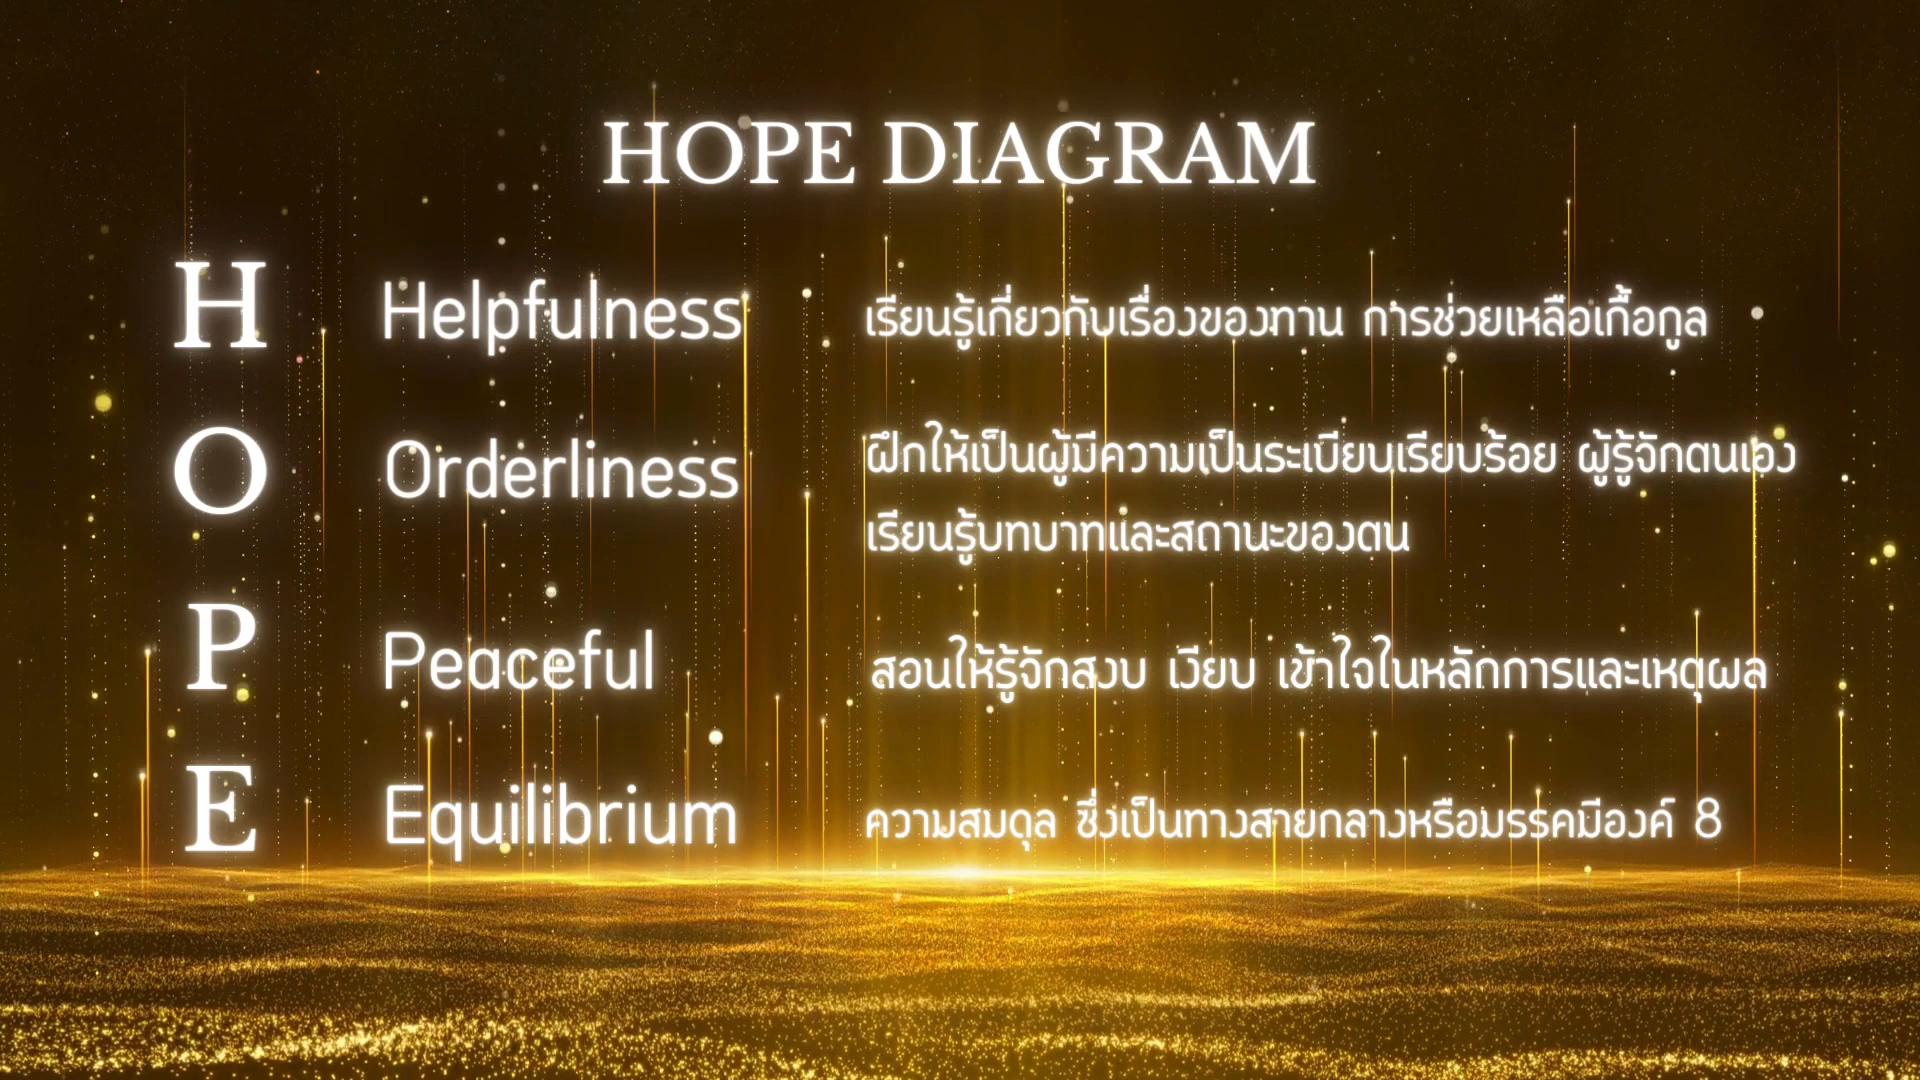 HOPE DIAGRAM
H Helpfulness เรียนรู้เกี่ยวกับเรื่องของทาน การช่วยเหลือเกื้อกูล
O Orderliness ฝึกให้เป็นผู้มีความเป็นระเบียบเรียบร้อย ผู้รู้จักตนเอง
เรียนรู้บทบาทและสถานะของตน
P Peaceful สอนให้รู้จักสงบ เงียบ เข้าใจในหลักการและเหตุผล
E Equilibrium ความสมดุล ซึ่งเป็นทางสายกลางหรือมรรคมีองค์ 8